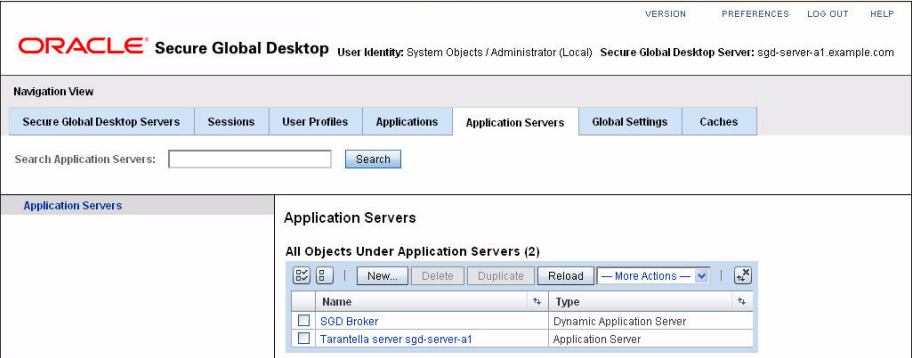 VERSION PREFERENCES LOG OUT HELP
ORACLE Secure Global Desktop User Identity: System Objects / Administrator (Local) Secure Global Desktop Server: sgd-server-a1.example.com
Navigation View
Secure Global Desktop Servers Sessions User Profiles Applications Application Servers Global Settings Caches
Search Application Servers: Search
Application Servers
Application Servers
All Objects Under Application Servers (2)
New... Delete Duplicate Reload — More Actions —
Name Type
SGD Broker Dynamic Application Server
Tarantella server sgd-server-a1 Application Server